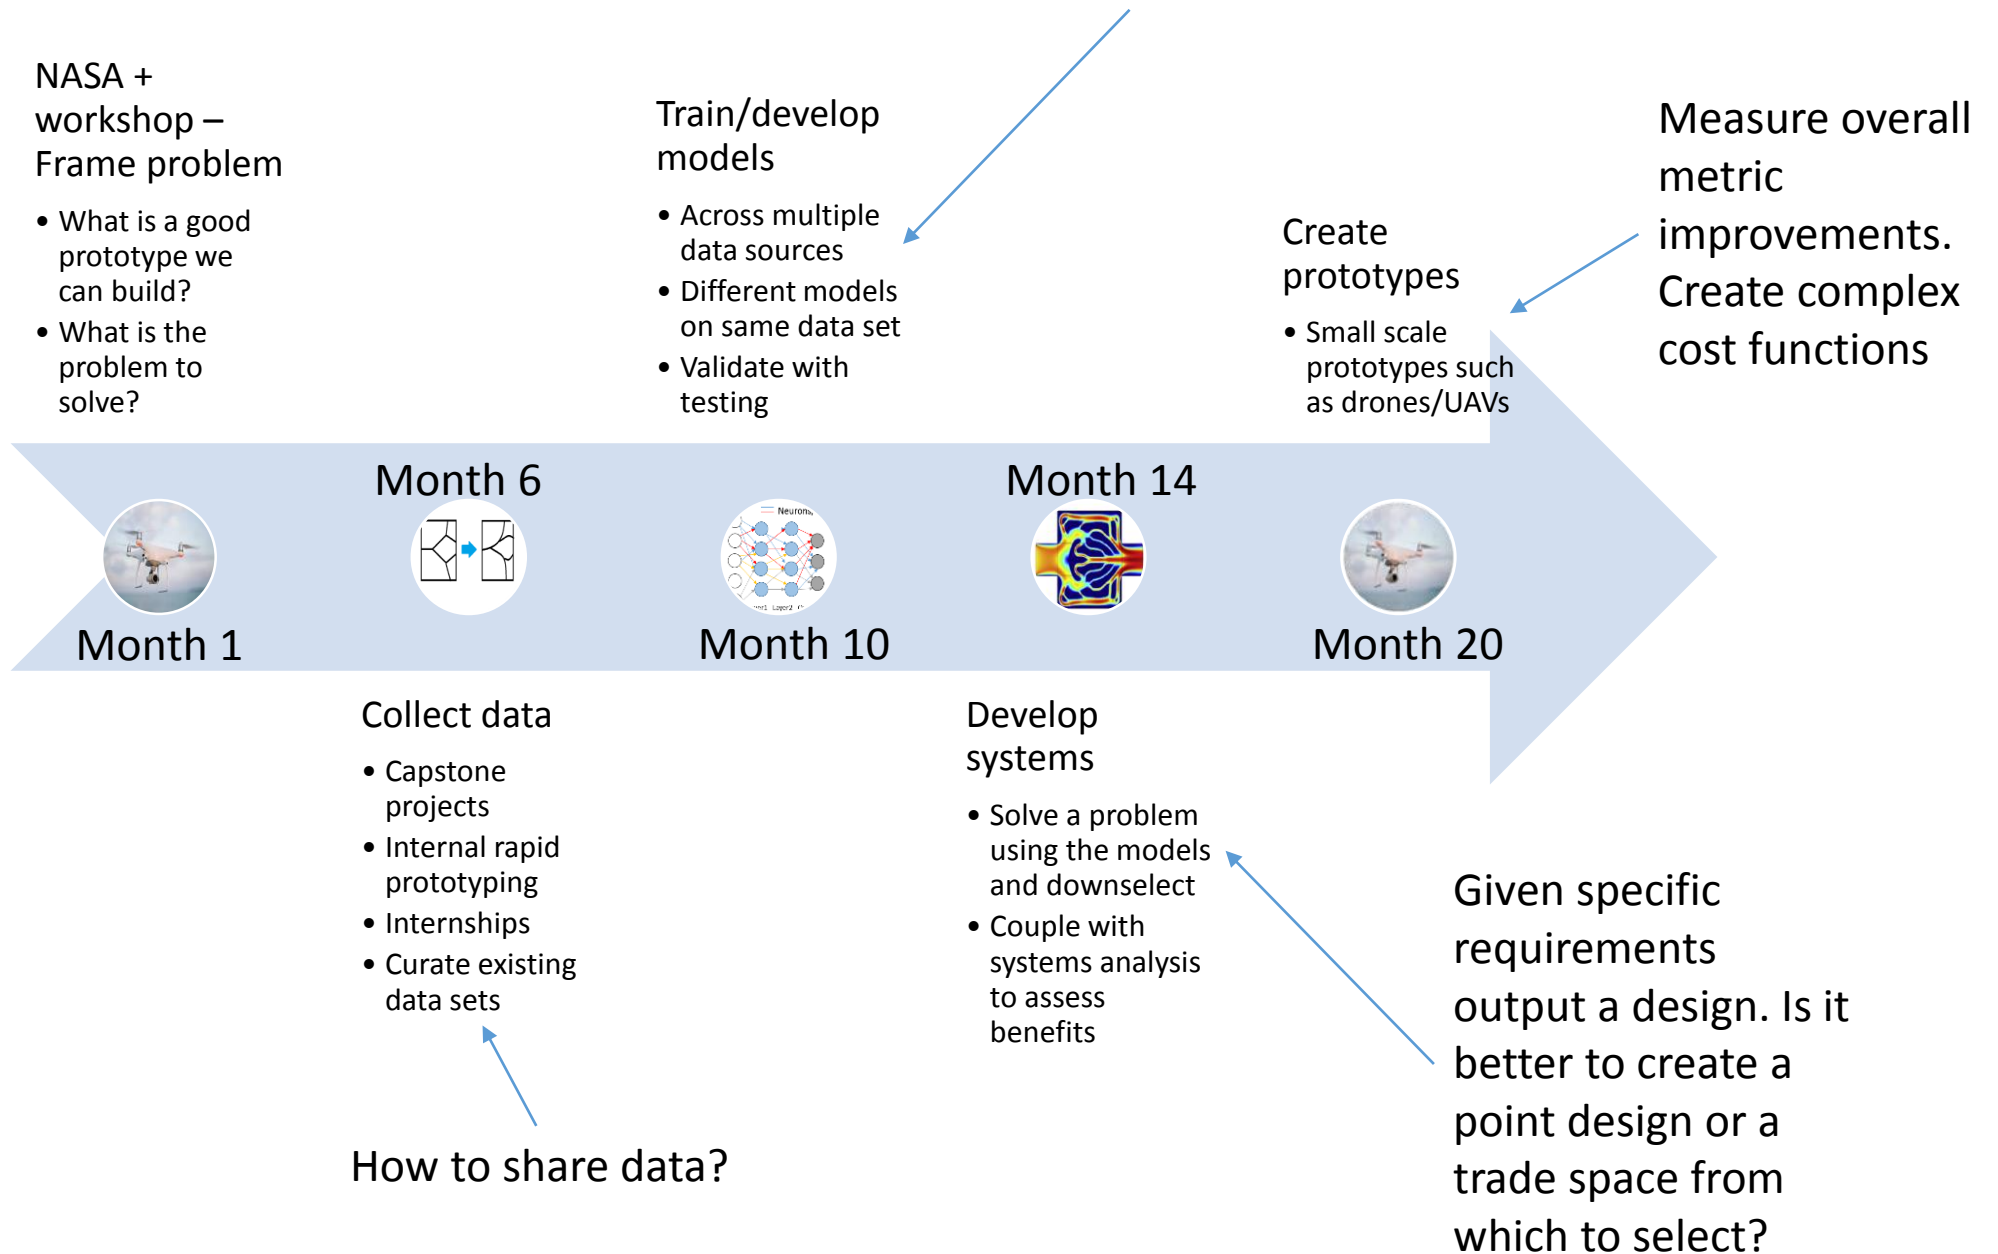 NASA +
workshop –
Frame problem
• What is a good
prototype we
can build?
• What is the
problem to
solve?
Train/develop
models
• Across multiple
data sources
• Different models
on same data set
• Validate with
testing
Create
prototypes
• Small scale
prototypes such
as drones/UAVs
Measure overall
metric
improvements.
Create complex
cost functions
Month 1
Month 6
Month 10
Month 14
Month 20
Neurons
Layer2
Collect data
• Capstone
projects
• Internal rapid
prototyping
• Internships
• Curate existing
data sets
How to share data?
Develop
systems
• Solve a problem
using the models
and downselect
• Couple with
systems analysis
to assess
benefits
Given specific
requirements
output a design. Is it
better to create a
point design or a
trade space from
which to select?